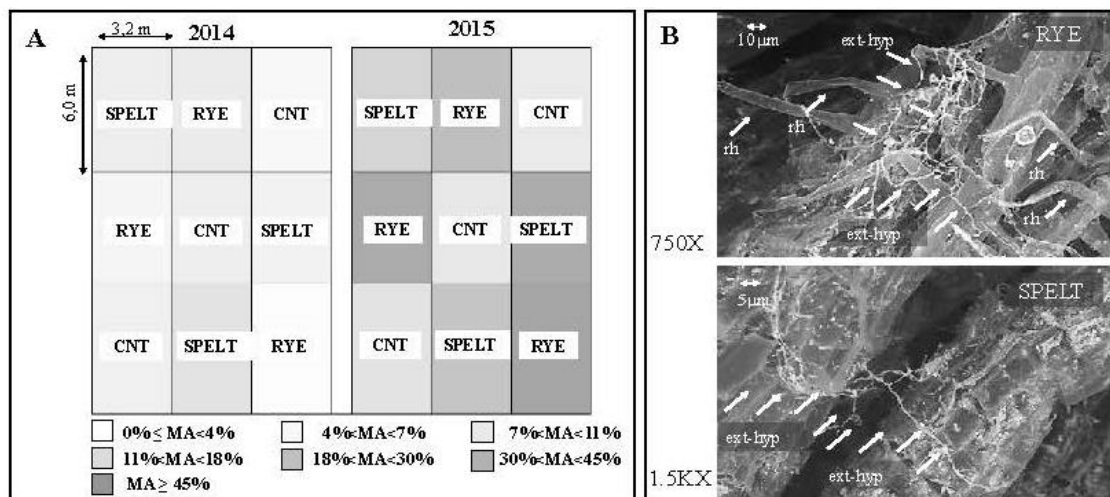 A
3,2 m
2014
2015
6,0 m
SPELT RYE CNT
SPELT RYE CNT
RYE CNT SPELT
RYE CNT SPELT
CNT SPELT RYE
CNT SPELT RYE
0%≤ MA<4% 4%<MA<7% 7%<MA<11%
11%<MA<18% 18%<MA<30% 30%<MA<45%
MA≥ 45%
B
10 µm
ext-hyp
RYE
rh
rh
rh
rh
ext-hyp
750X
5µm
SPELT
ext-hyp
ext-hyp
1.5KX